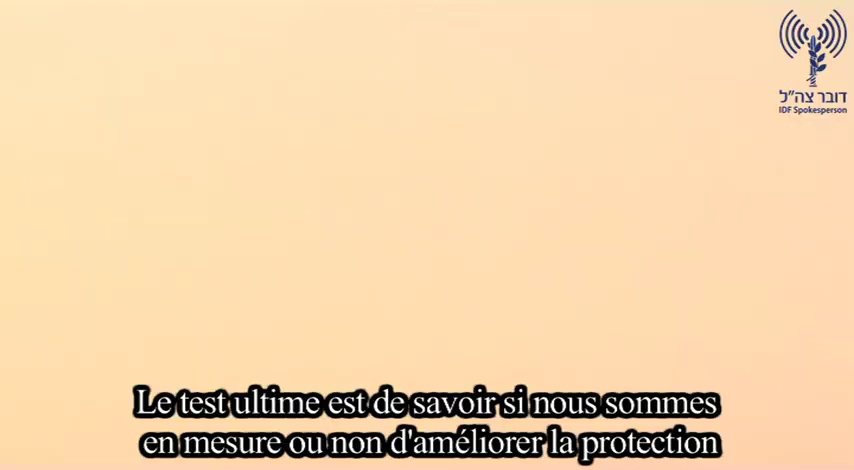 דובר צה"ל
IDF Spokesperson
Le test ultime est de savoir si nous sommes
en mesure ou non d'améliorer la protection